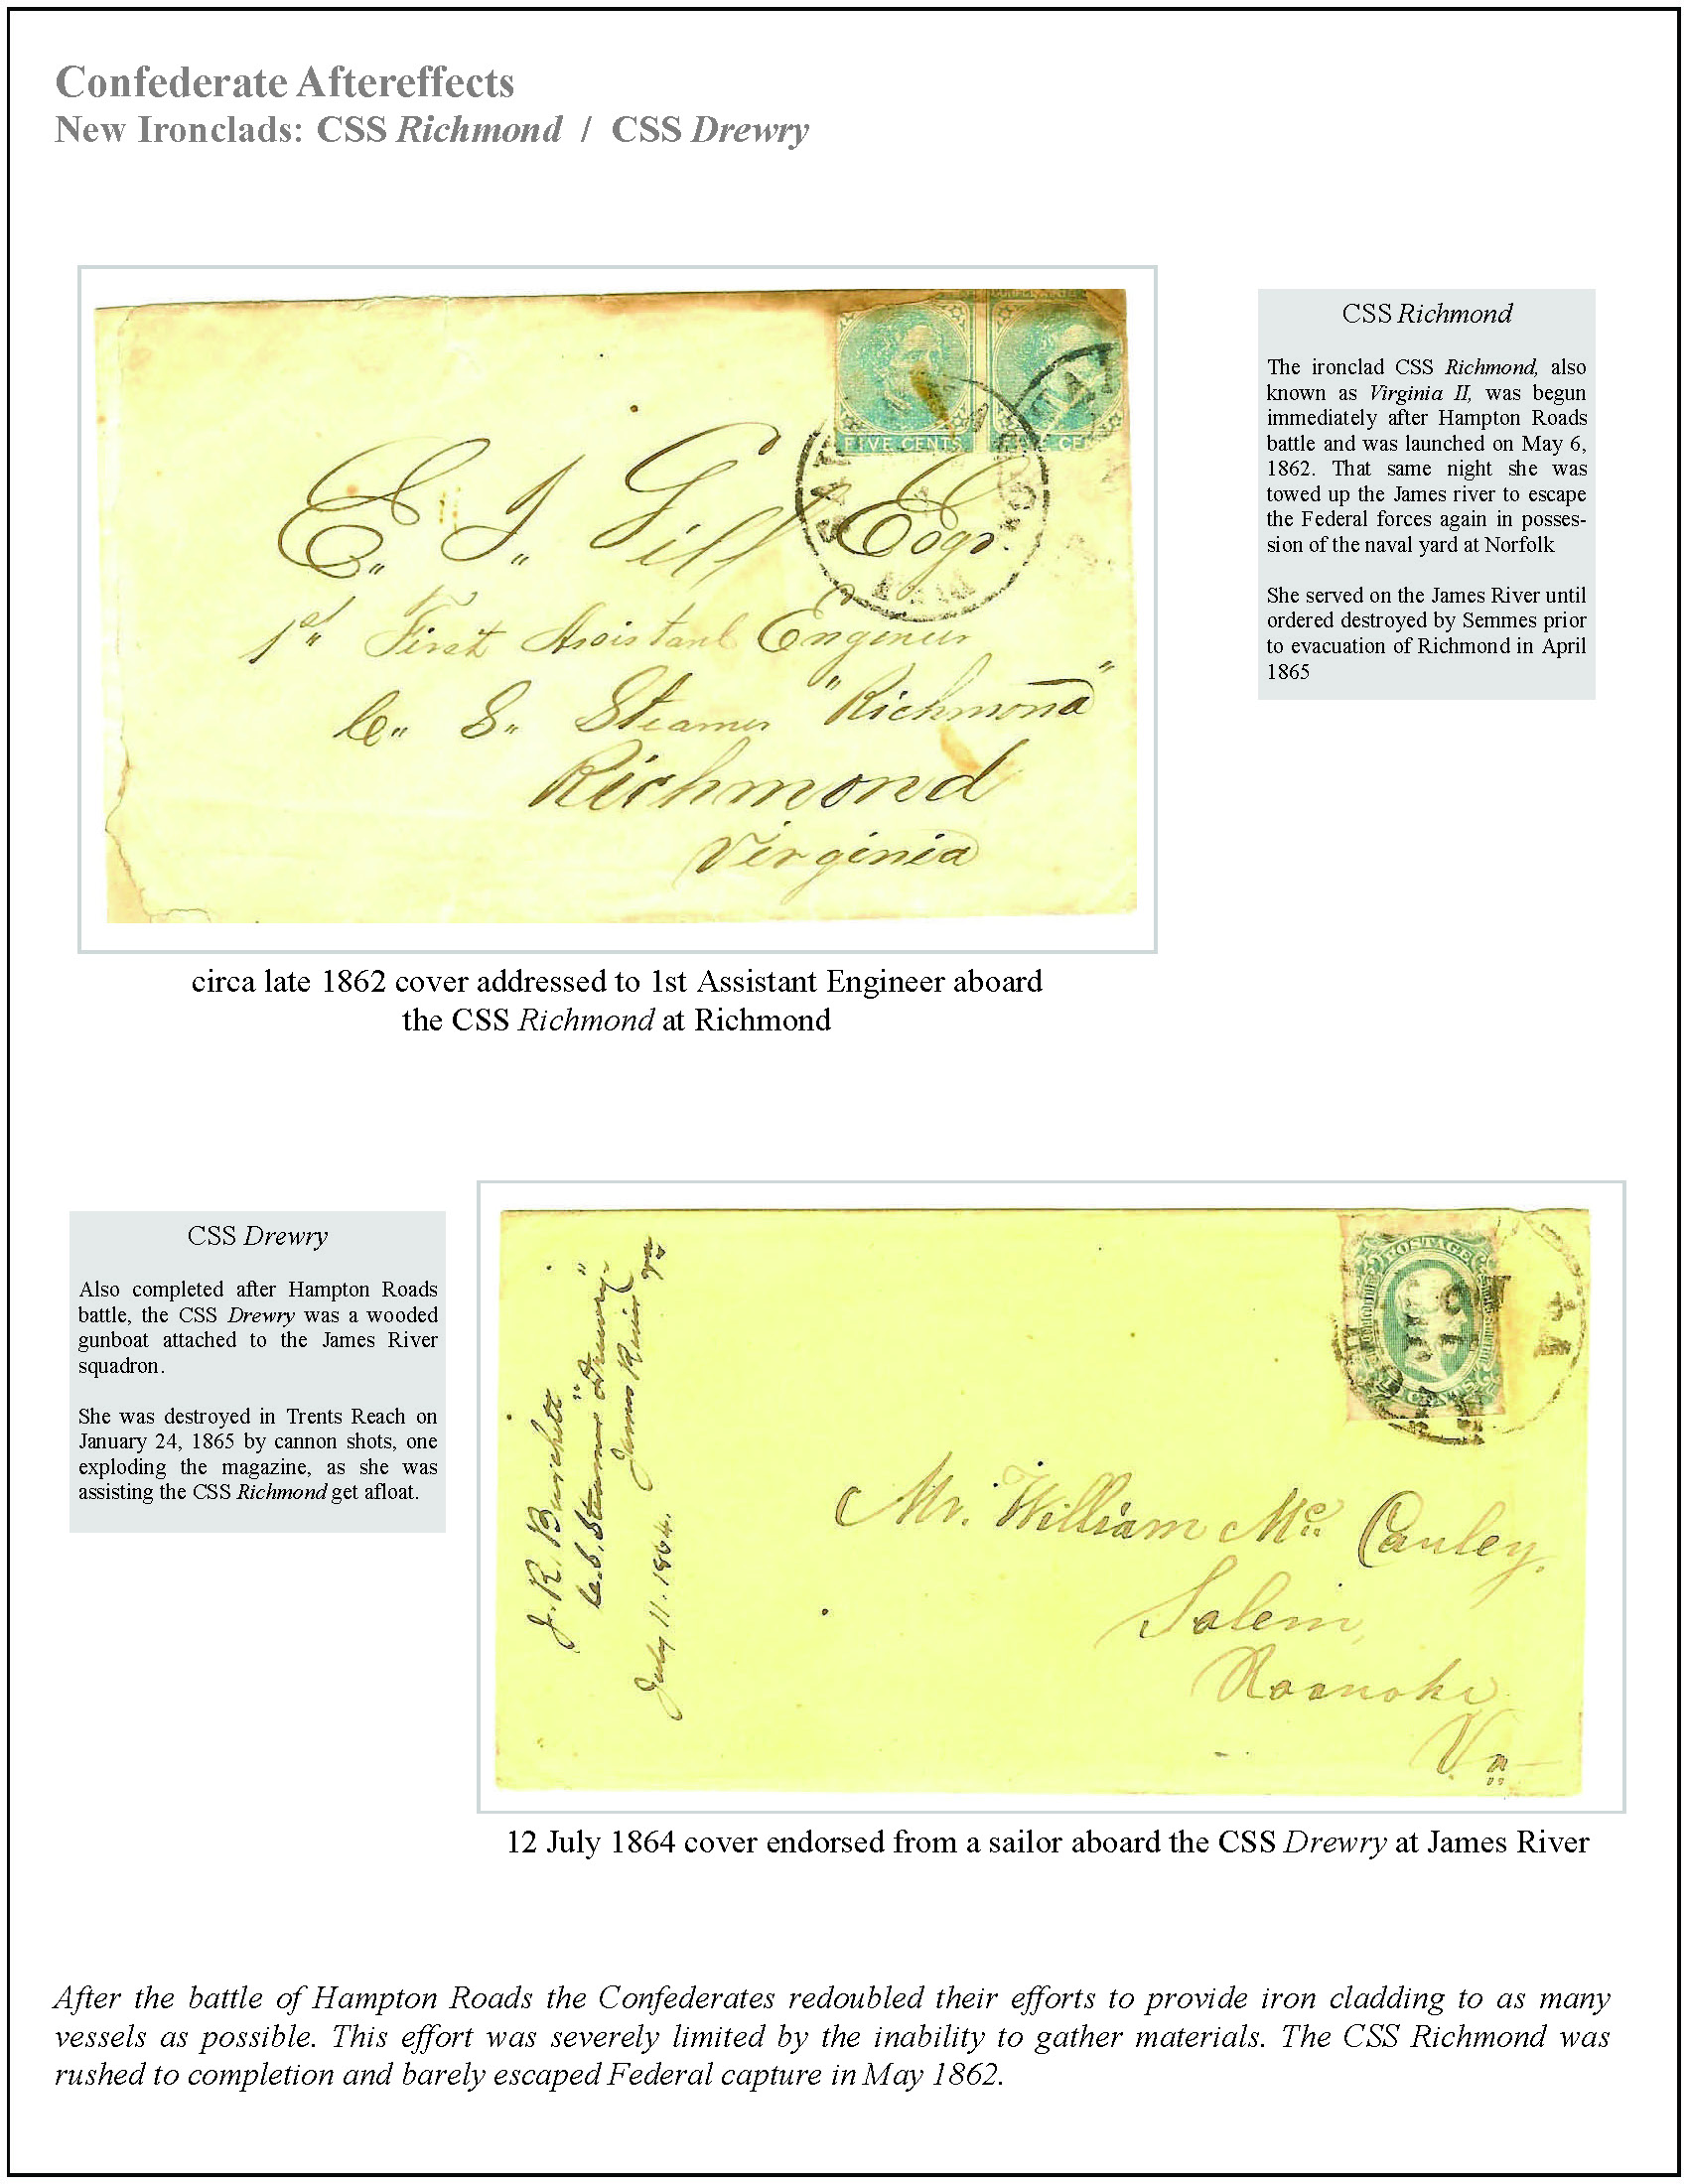 Confederate Aftereffects
New Ironclads: CSS Richmond / CSS Drewry
FIVE CENTS
E. J. Gill Esqr.
1st First Assistant Engineer
C. S. Steamer "Richmond"
Richmond
Virginia
circa late 1862 cover addressed to 1st Assistant Engineer aboard
the CSS Richmond at Richmond
CSS Richmond
The ironclad CSS Richmond, also
known as Virginia II, was begun
immediately after Hampton Roads
battle and was launched on May 6,
1862. That same night she was
towed up the James river to escape
the Federal forces again in posses-
sion of the naval yard at Norfolk
She served on the James River until
ordered destroyed by Semmes prior
to evacuation of Richmond in April
1865
CSS Drewry
Also completed after Hampton Roads
battle, the CSS Drewry was a wooded
gunboat attached to the James River
squadron.
She was destroyed in Trents Reach on
January 24, 1865 by cannon shots, one
exploding the magazine, as she was
assisting the CSS Richmond get afloat.
J. R. Burchett
C. S. Steamer "Drewry"
James River Va
July 11. 1864.
POSTAGE
CENTS
Mr. William McCauley,
Salem,
Roanoke
Va
12 July 1864 cover endorsed from a sailor aboard the CSS Drewry at James River
After the battle of Hampton Roads the Confederates redoubled their efforts to provide iron cladding to as many
vessels as possible. This effort was severely limited by the inability to gather materials. The CSS Richmond was
rushed to completion and barely escaped Federal capture in May 1862.